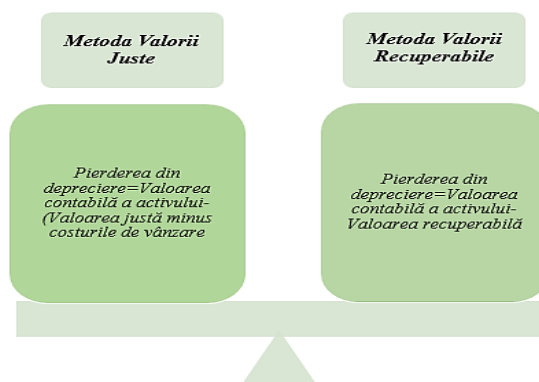 Metoda Valorii
Juste
Metoda Valorii
Recuperabile
Pierderea din
depreciere=Valoarea
contabilă a activului-
(Valoarea justă minus
costurile de vânzare
Pierderea din
depreciere=Valoarea
contabilă a activului-
Valoarea recuperabilă